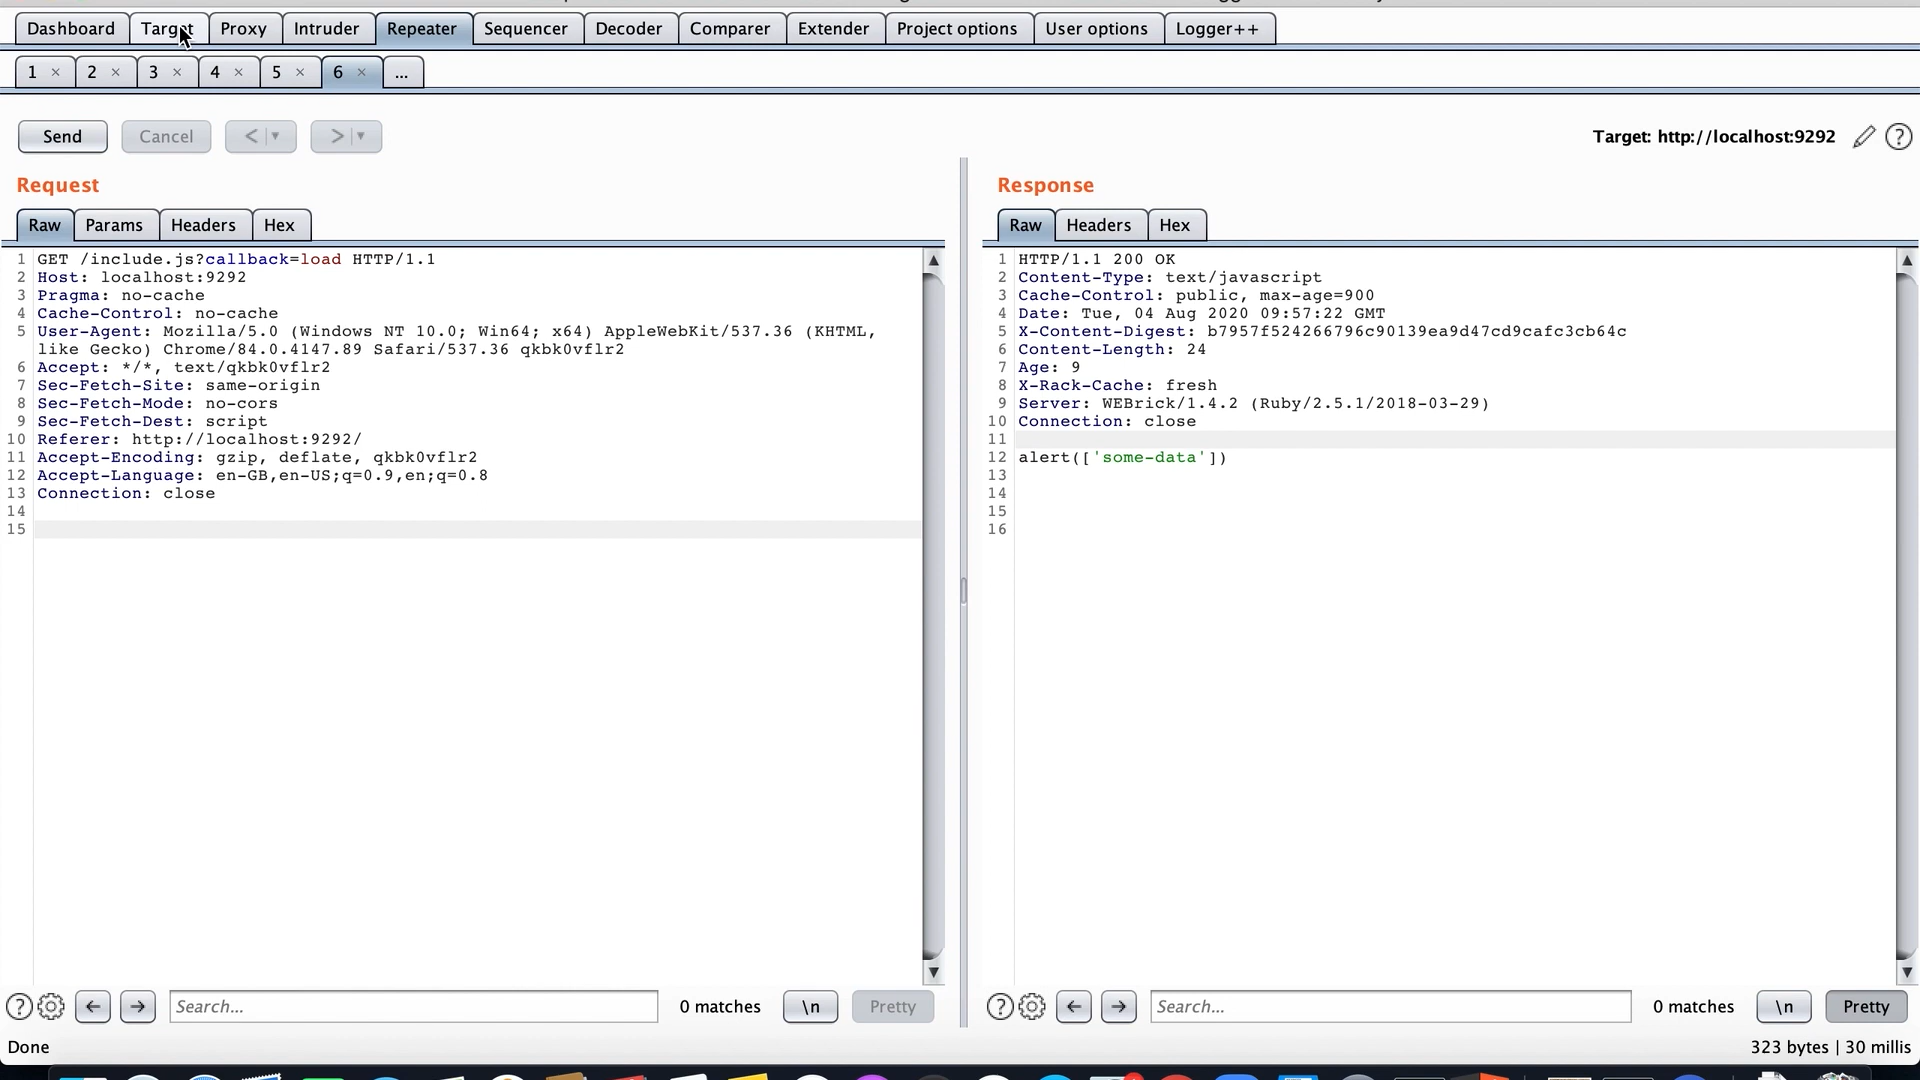 Dashboard Target Proxy Intruder Repeater Sequencer Decoder Comparer Extender Project options User options Logger++
1 × 2 × 3 × 4 × 5 × 6 × ...
Send Cancel < > Target: http://localhost:9292
Request
Raw Params Headers Hex
1 GET /include.js?callback=load HTTP/1.1
2 Host: localhost:9292
3 Pragma: no-cache
4 Cache-Control: no-cache
5 User-Agent: Mozilla/5.0 (Windows NT 10.0; Win64; x64) AppleWebKit/537.36 (KHTML,
like Gecko) Chrome/84.0.4147.89 Safari/537.36 qkbk0vflr2
6 Accept: */*, text/qkbk0vflr2
7 Sec-Fetch-Site: same-origin
8 Sec-Fetch-Mode: no-cors
9 Sec-Fetch-Dest: script
10 Referer: http://localhost:9292/
11 Accept-Encoding: gzip, deflate, qkbk0vflr2
12 Accept-Language: en-GB,en-US;q=0.9,en;q=0.8
13 Connection: close
14
15
? Search... 0 matches \n Pretty
Response
Raw Headers Hex
1 HTTP/1.1 200 OK
2 Content-Type: text/javascript
3 Cache-Control: public, max-age=900
4 Date: Tue, 04 Aug 2020 09:57:22 GMT
5 X-Content-Digest: b7957f524266796c90139ea9d47cd9cafc3cb64c
6 Content-Length: 24
7 Age: 9
8 X-Rack-Cache: fresh
9 Server: WEBrick/1.4.2 (Ruby/2.5.1/2018-03-29)
10 Connection: close
11
12 alert(['some-data'])
13
14
15
16
? Search... 0 matches \n Pretty
Done 323 bytes | 30 millis